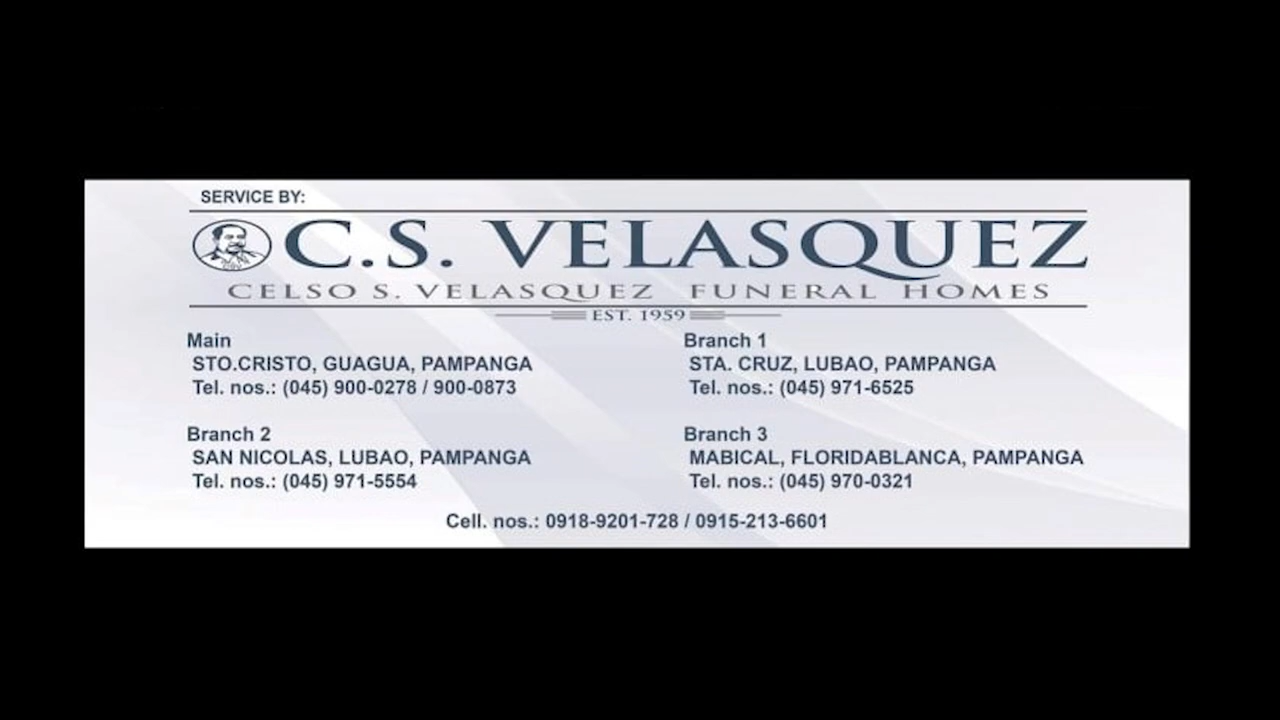 SERVICE BY:
C.S. VELASQUEZ
CELSO S. VELASQUEZ FUNERAL HOMES
EST. 1959
Main
STO.CRISTO, GUAGUA, PAMPANGA
Tel. nos.: (045) 900-0278 / 900-0873
Branch 1
STA. CRUZ, LUBAO, PAMPANGA
Tel. nos.: (045) 971-6525
Branch 2
SAN NICOLAS, LUBAO, PAMPANGA
Tel. nos.: (045) 971-5554
Branch 3
MABICAL, FLORIDABLANCA, PAMPANGA
Tel. nos.: (045) 970-0321
Cell. nos.: 0918-9201-728 / 0915-213-6601